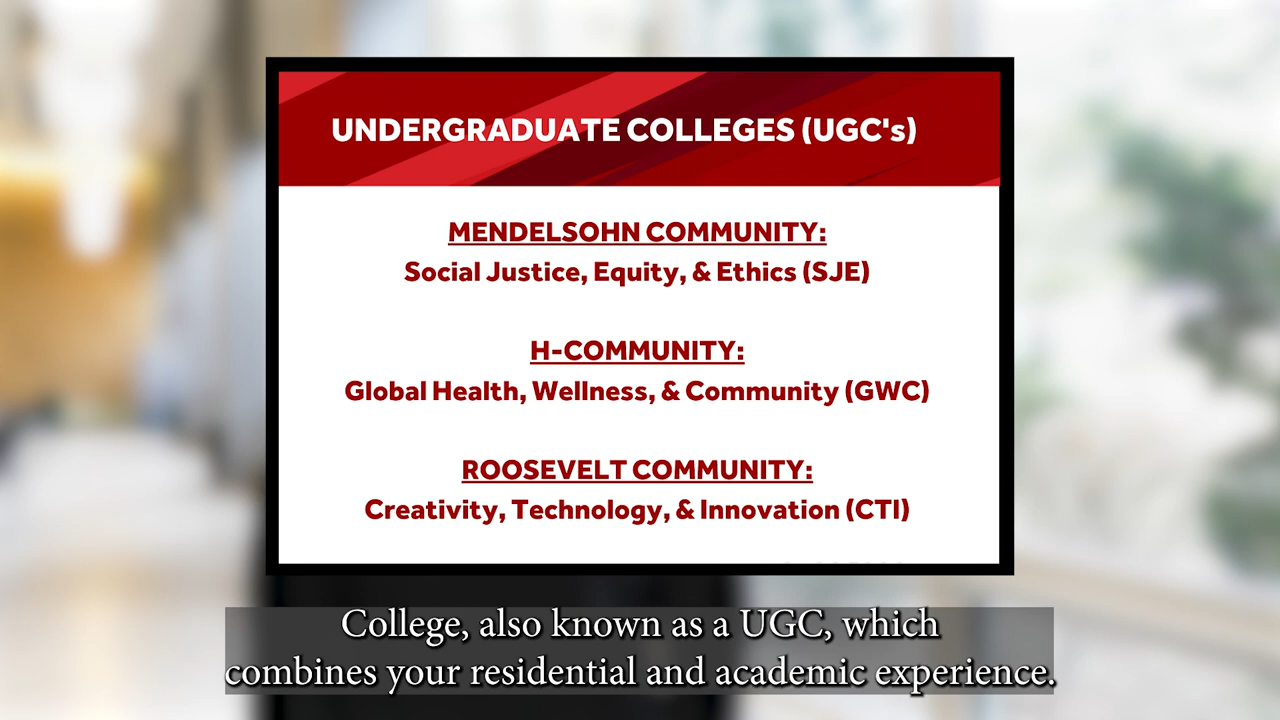 UNDERGRADUATE COLLEGES (UGC's)
MENDELSOHN COMMUNITY:
Social Justice, Equity, & Ethics (SJE)
H-COMMUNITY:
Global Health, Wellness, & Community (GWC)
ROOSEVELT COMMUNITY:
Creativity, Technology, & Innovation (CTI)
College, also known as a UGC, which
combines your residential and academic experience.